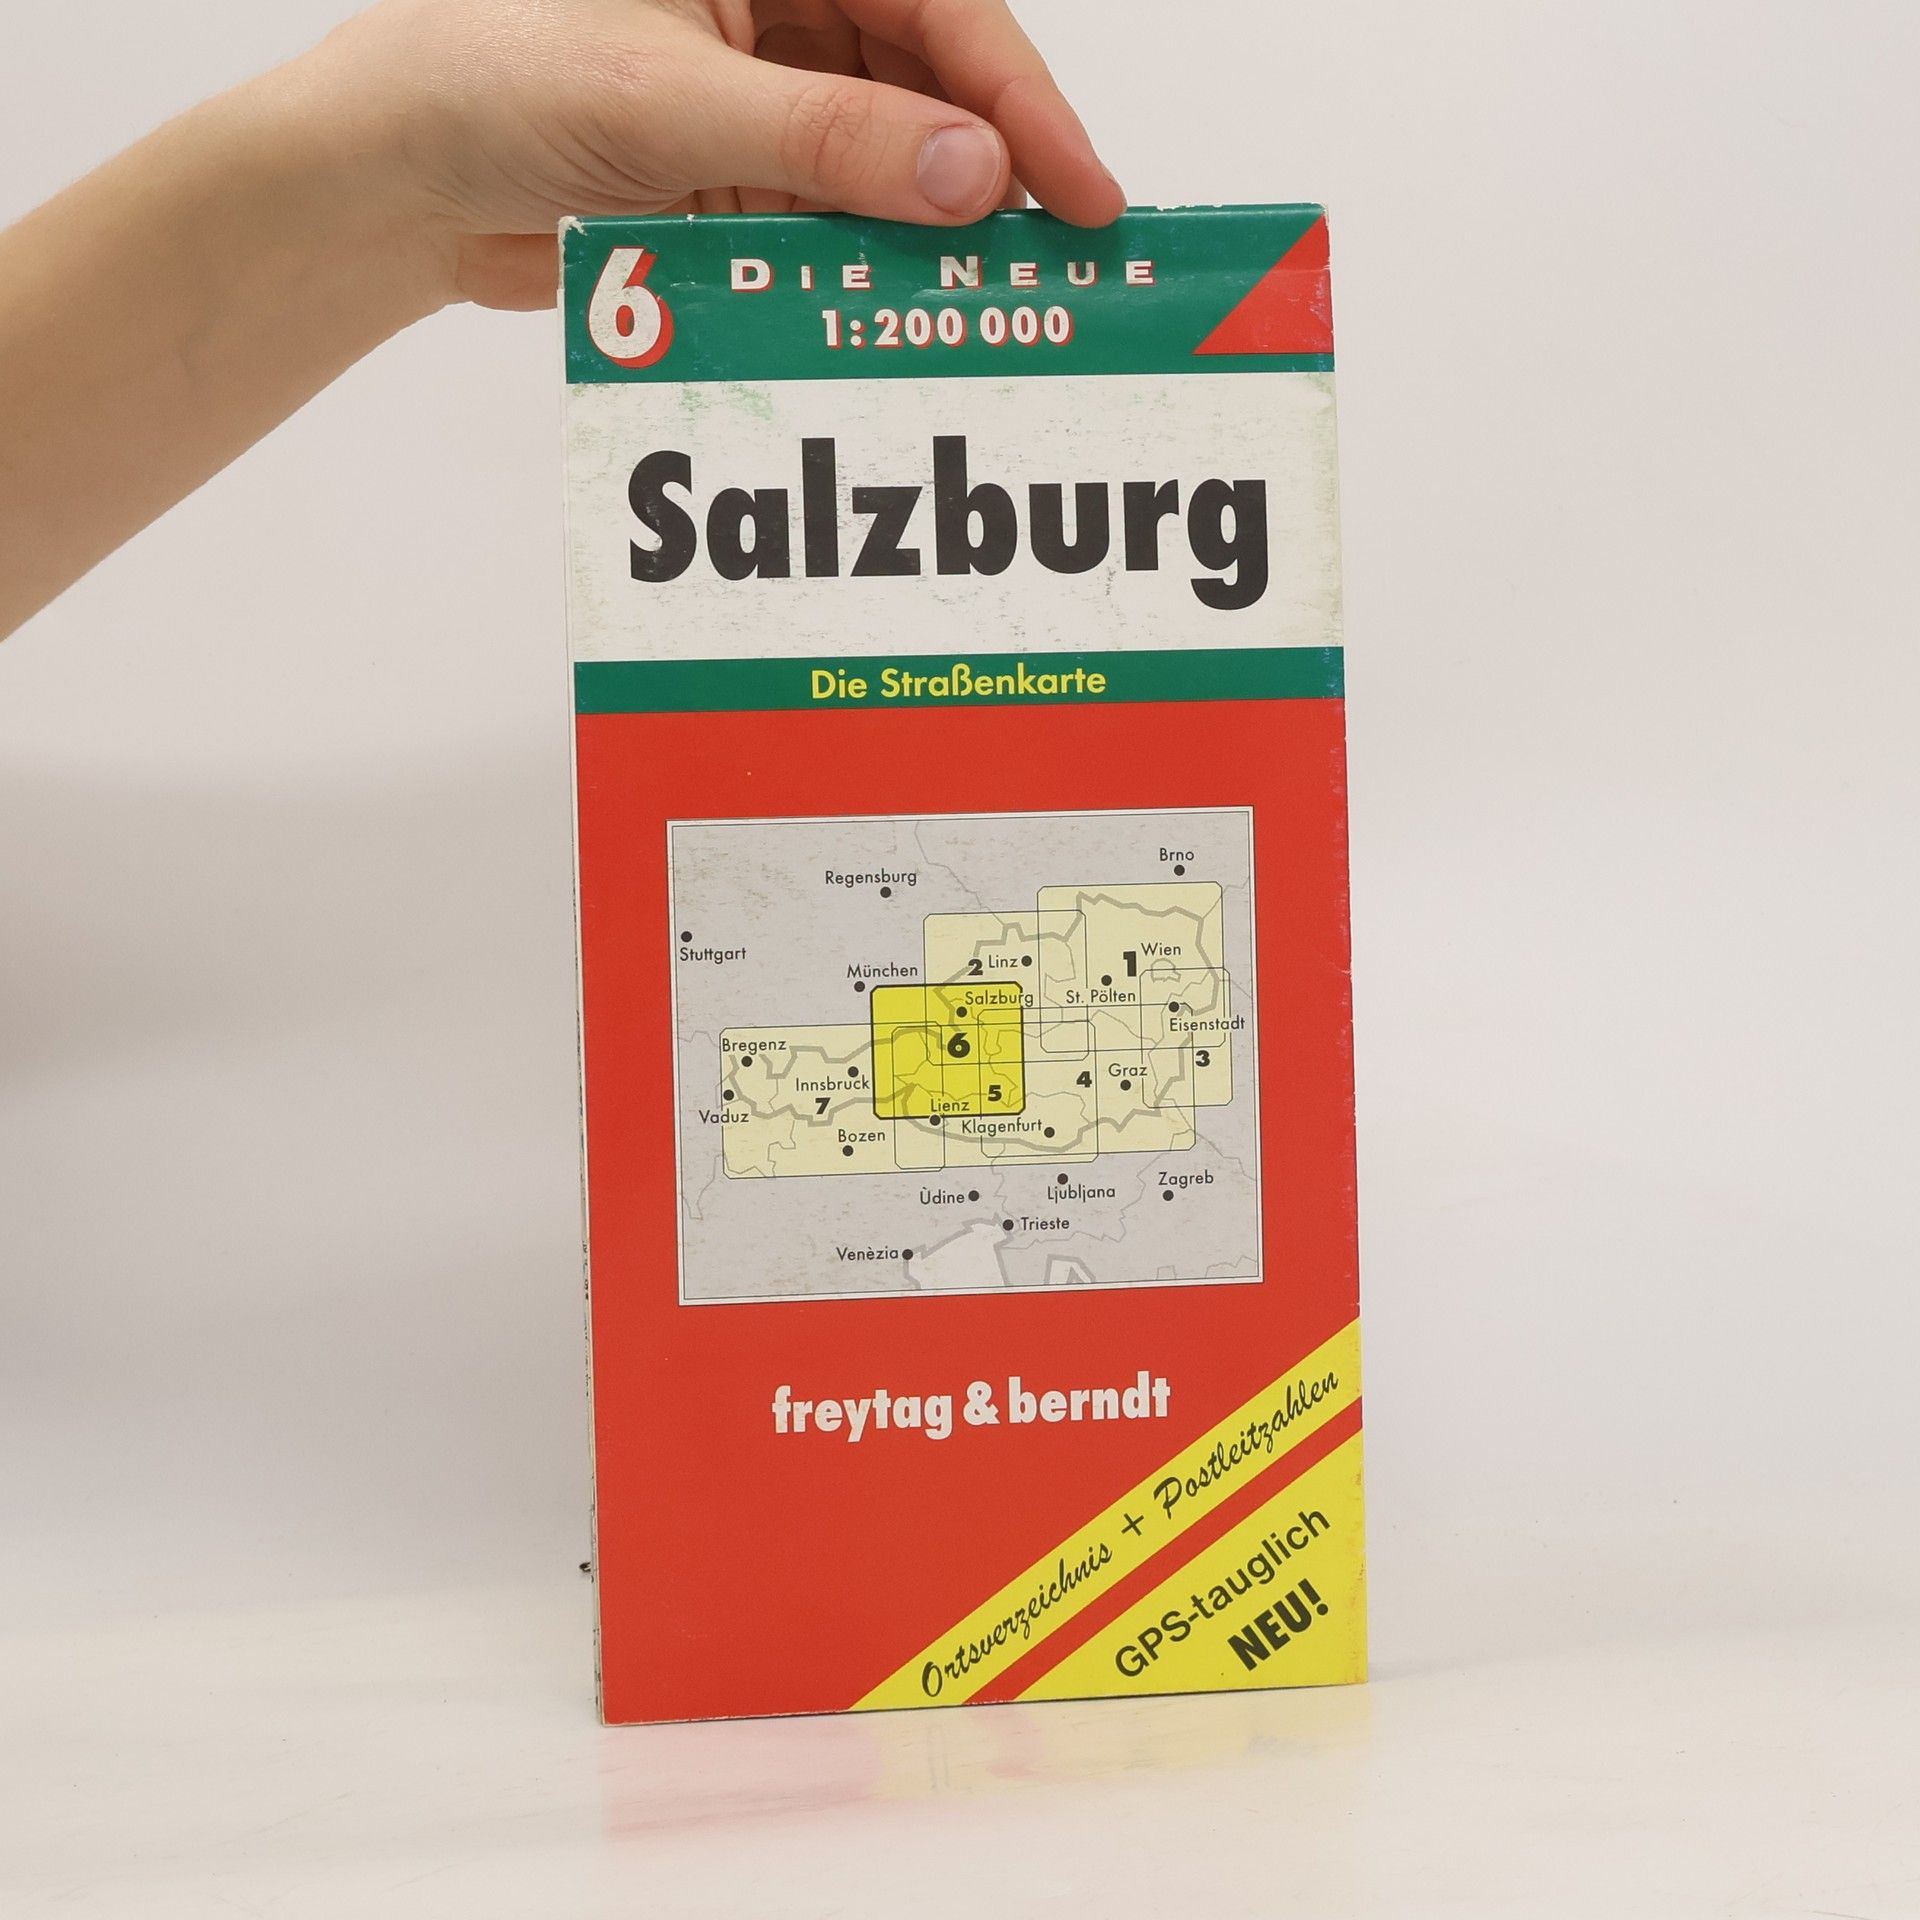 6
DIE NEUE
1:200 000
Salzburg
Die Straßenkarte
Brno
Regensburg
Stuttgart
München
2 Linz
1 Wien
Salzburg
St. Pölten
Eisenstadt
Bregenz
6
3
Innsbruck
7
5
4
Graz
Vaduz
Lienz
Klagenfurt
Bozen
Ùdine
Ljubljana
Zagreb
Trieste
Venèzia
freytag & berndt
Ortsverzeichnis + Postleitzahlen
GPS-tauglich
NEU!